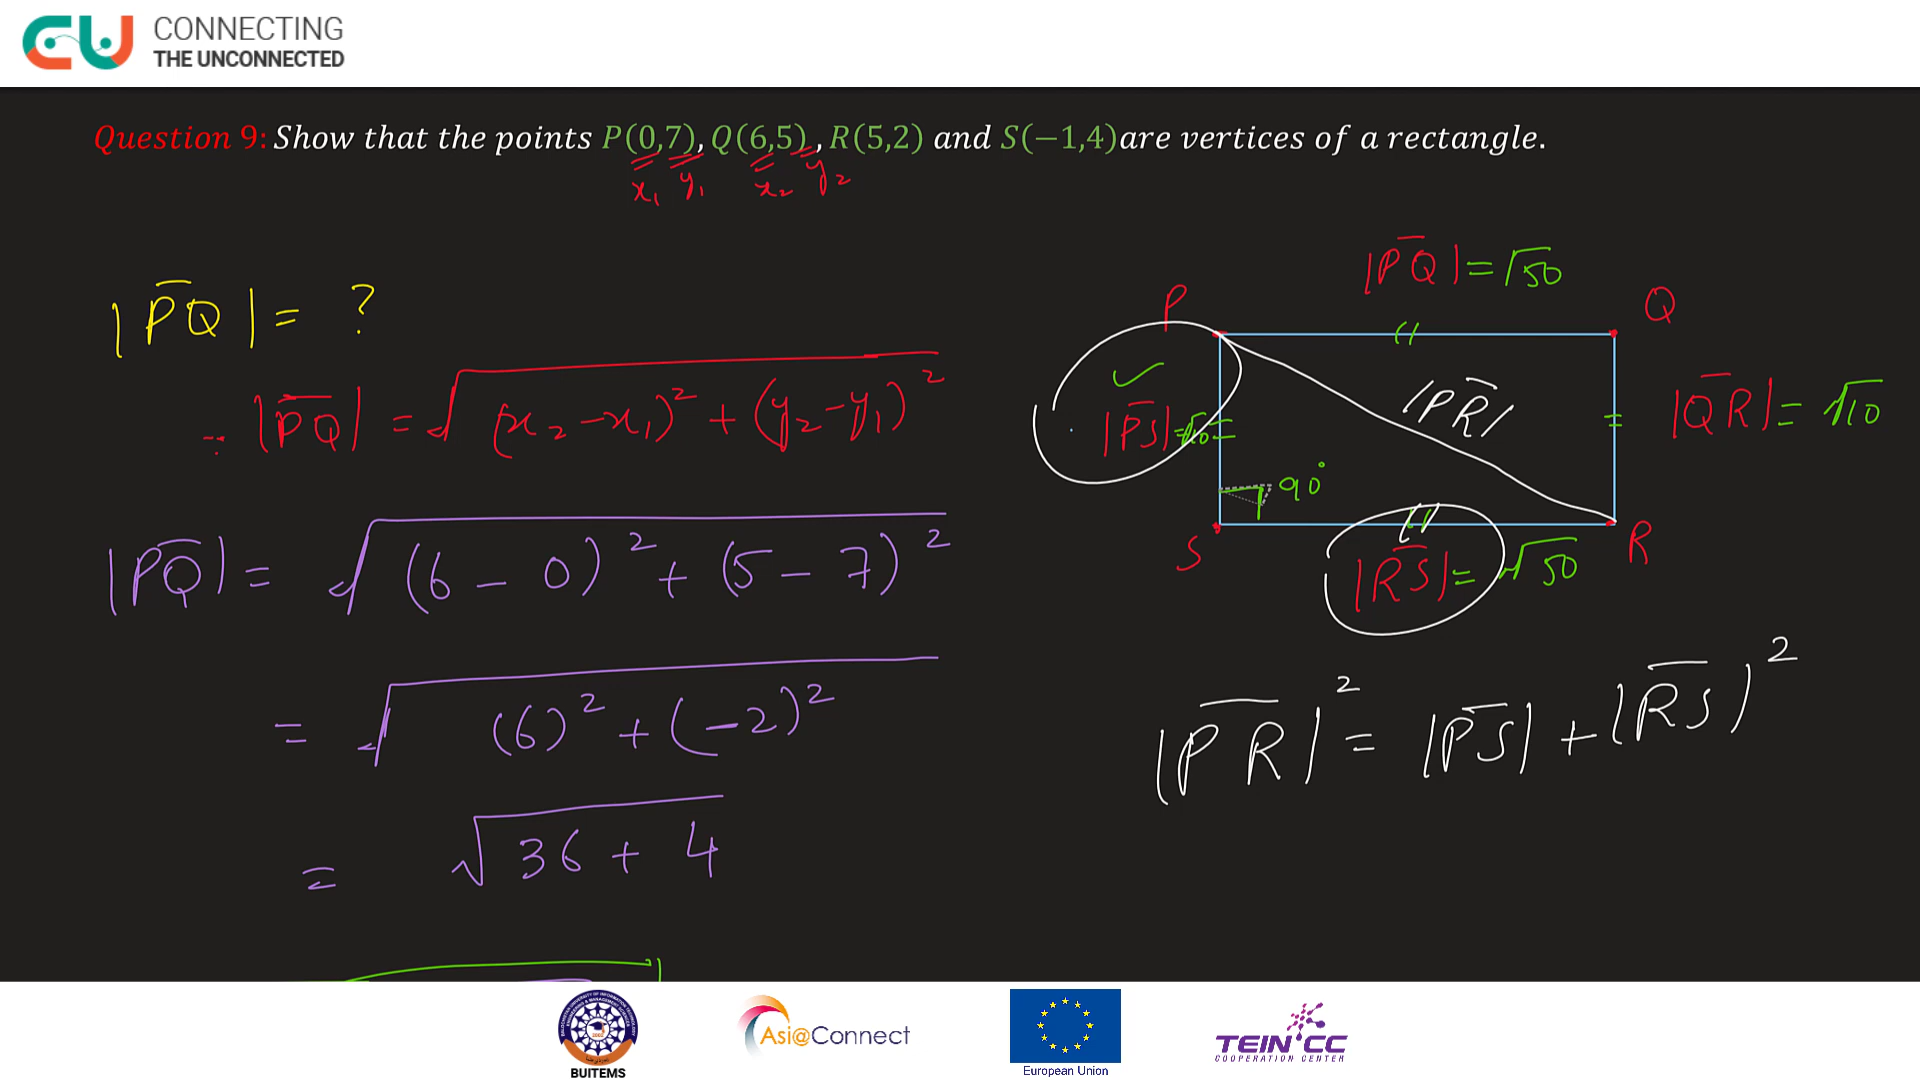 CONNECTING
THE UNCONNECTED
Question 9: Show that the points P(0,7), Q(6,5), R(5,2) and S(−1,4)are vertices of a rectangle.
x₁ y₁ x₂ y₂
|PQ̅| = ?
∵ |P̅Q̅| = √(x₂−x₁)² + (y₂−y₁)²
|PQ̅| = √(6 − 0)² + (5 − 7)²
= √(6)² + (−2)²
= √36 + 4
|PQ̅| = √50
P
Q
|PS̅| = √10
|PR̅|
|QR̅| = √10
90°
S
R
|RS̅| = √50
|P̅R̅|² = |PS̅| + |RS̅|²
BUITEMS
Asi@Connect
European Union
TEIN*CC
COOPERATION CENTER